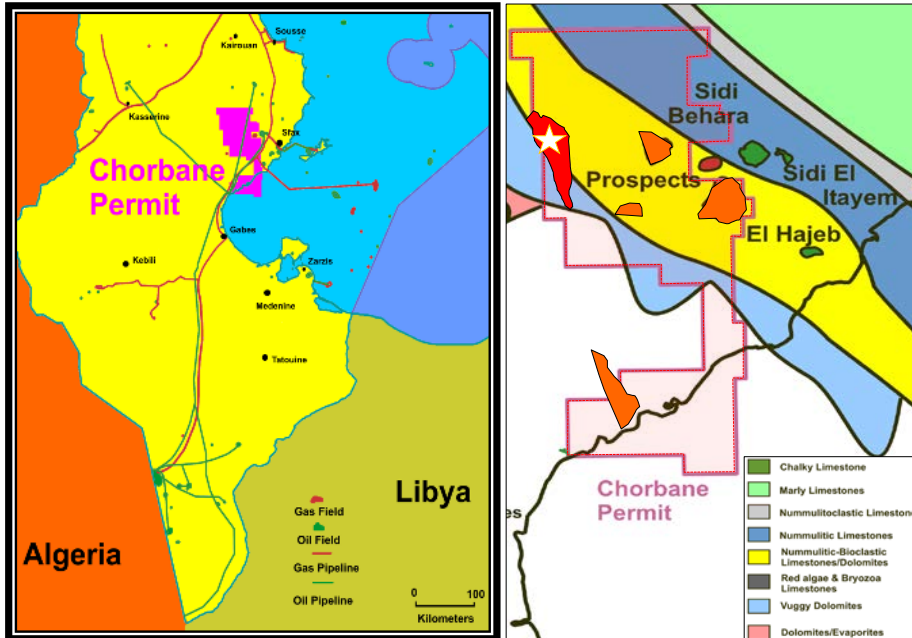 Sousse
Kairouan
Kasserine
Sfax
Chorbane
Permit
Gabes
Kebili
Zarzis
Medenine
Tatouine
Algeria
Libya
Gas Field
Oil Field
Gas Pipeline
Oil Pipeline
0 100
Kilometers
Sidi
Behara
Prospects
Sidi El
Itayem
El Hajeb
Chorbane
Permit
es
Chalky Limestone
Marly Limestones
Nummulitoclastic Limestone
Nummulitic Limestones
Nummulitic-Bioclastic
Limestones/Dolomites
Red algae & Bryozoa
Limestones
Vuggy Dolomites
Dolomites/Evaporites